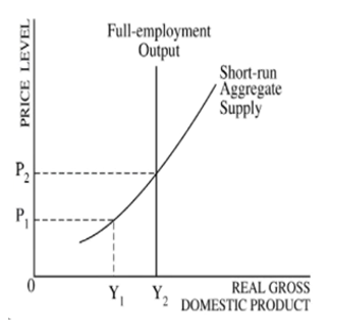 Full-employment
Output
PRICE LEVEL
Short-run
Aggregate
Supply
P2
P1
0
Y1
Y2
REAL GROSS
DOMESTIC PRODUCT